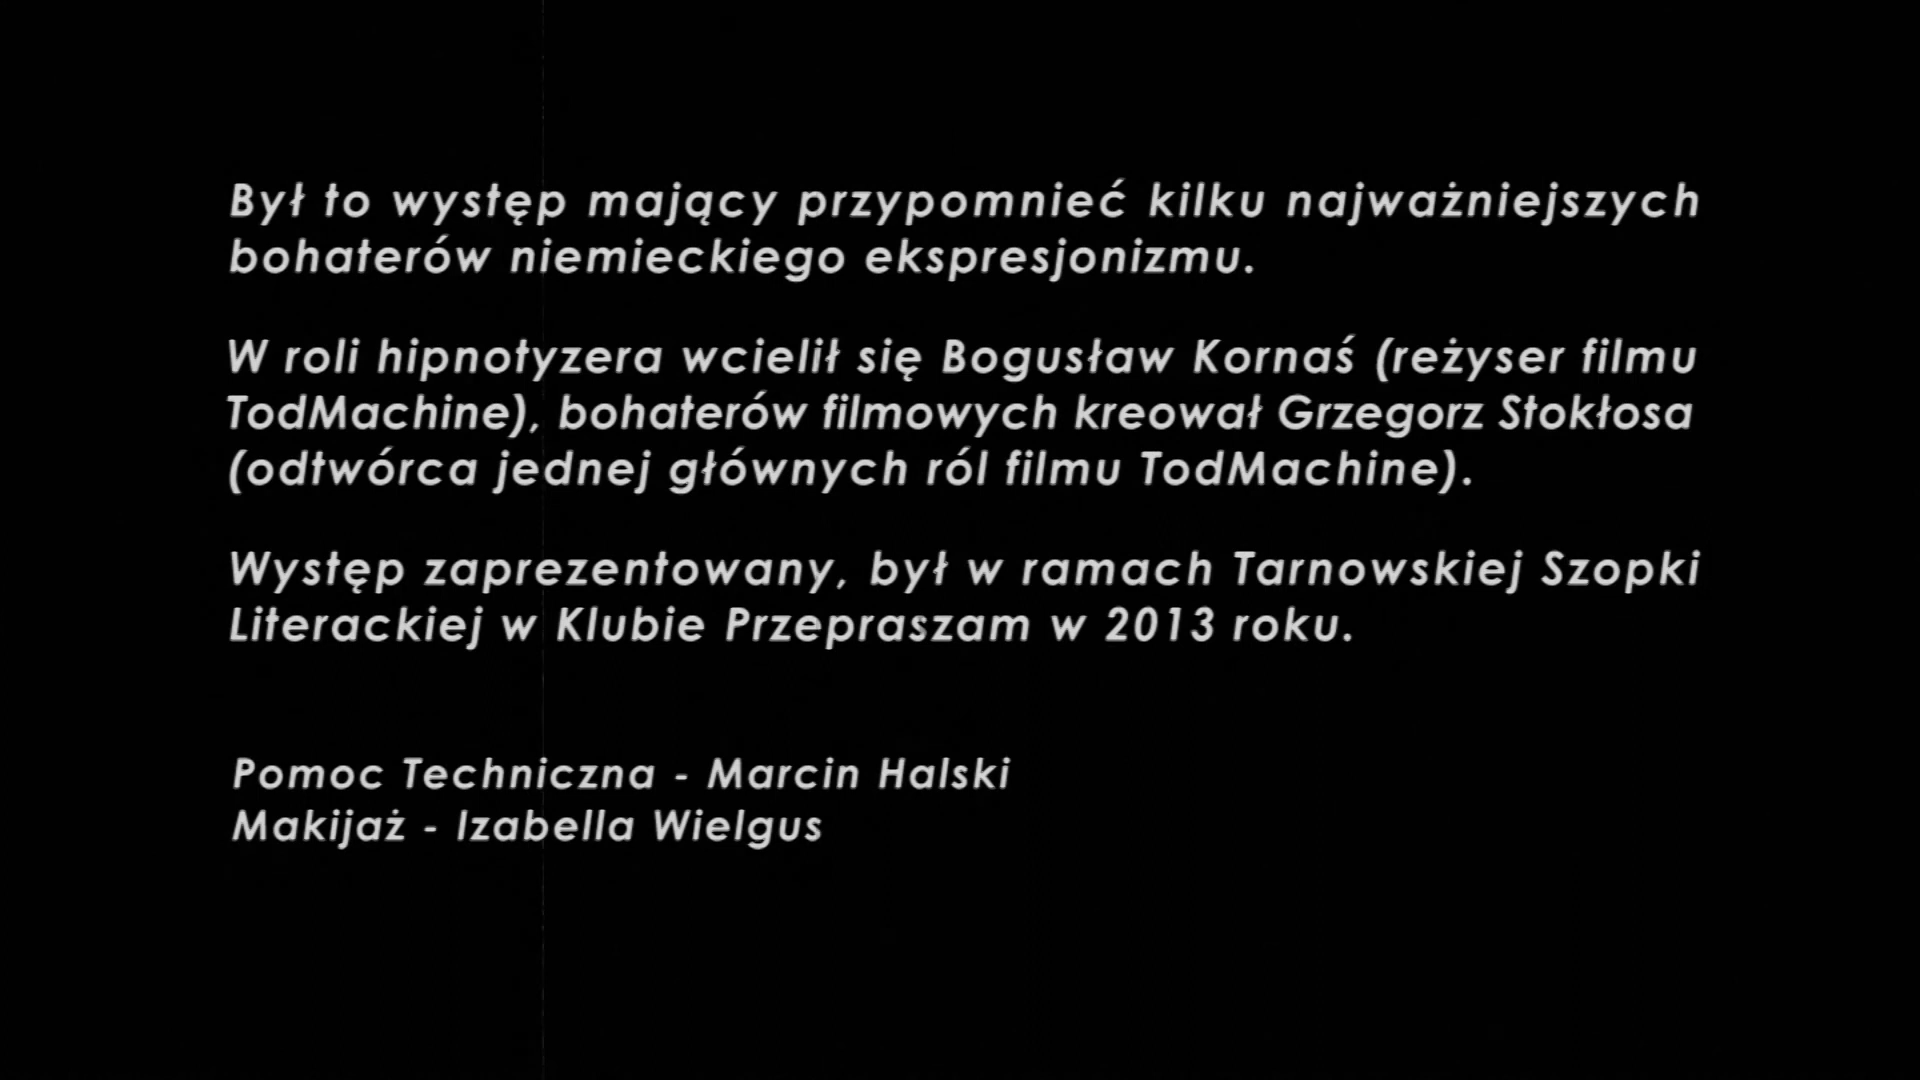 Był to występ mający przypomnieć kilku najważniejszych
bohaterów niemieckiego ekspresjonizmu.
W roli hipnotyzera wcielił się Bogusław Kornaś (reżyser filmu
TodMachine), bohaterów filmowych kreował Grzegorz Stokłosa
(odtwórca jednej głównych ról filmu TodMachine).
Występ zaprezentowany, był w ramach Tarnowskiej Szopki
Literackiej w Klubie Przepraszam w 2013 roku.
Pomoc Techniczna - Marcin Halski
Makijaż - Izabella Wielgus